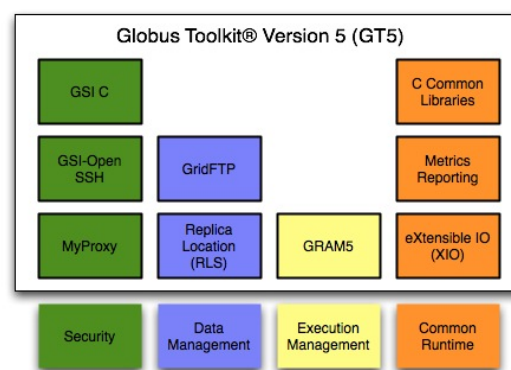 Globus Toolkit® Version 5 (GT5)
GSI C
C Common
Libraries
GSI-Open
SSH
GridFTP
Metrics
Reporting
MyProxy
Replica
Location
(RLS)
GRAM5
eXtensible IO
(XIO)
Security
Data
Management
Execution
Management
Common
Runtime